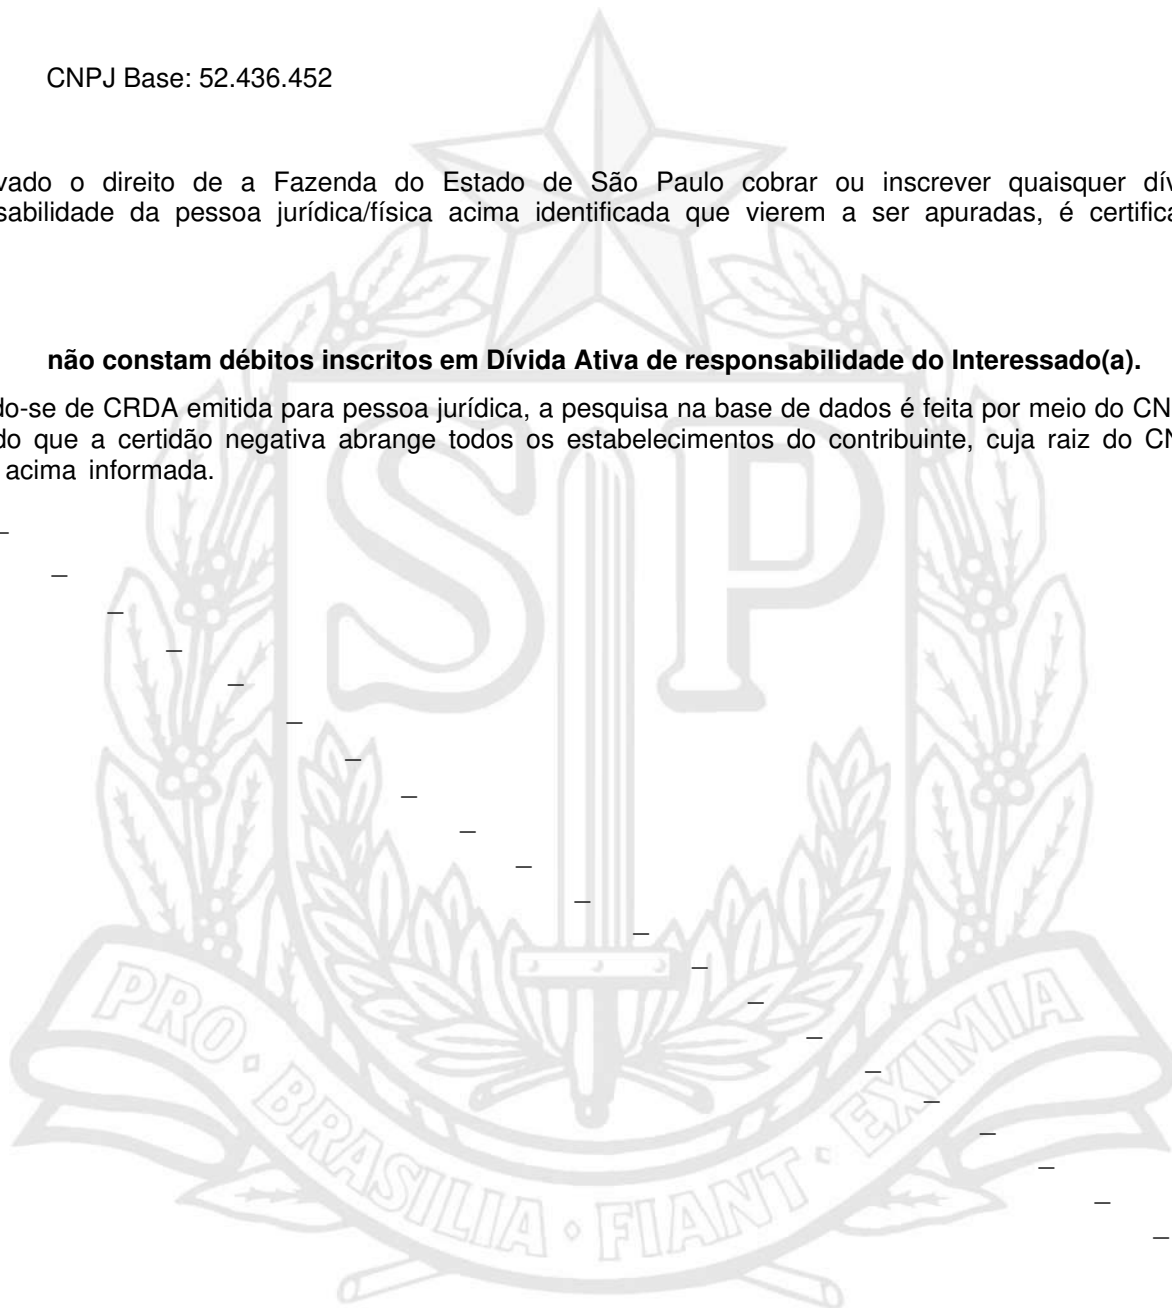 CNPJ Base: 52.436.452
vado o direito de a Fazenda do Estado de São Paulo cobrar ou inscrever quaisquer dív
sabilidade da pessoa jurídica/física acima identificada que vierem a ser apuradas, é certifica
não constam débitos inscritos em Dívida Ativa de responsabilidade do Interessado(a).
do-se de CRDA emitida para pessoa jurídica, a pesquisa na base de dados é feita por meio do CN
do que a certidão negativa abrange todos os estabelecimentos do contribuinte, cuja raiz do CN
acima informada.
SP
PRO · BRASILIA · FIANT · EXIMIA